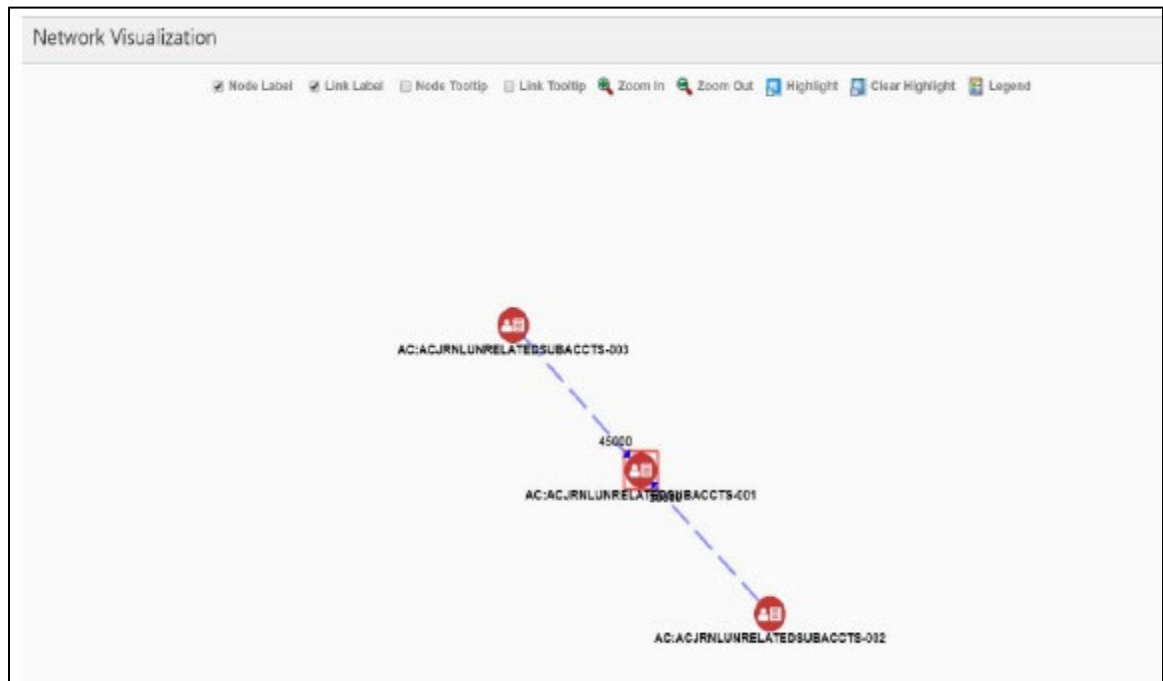 Network Visualization
Node Label Link Label Node Tooltip Link Tooltip Zoom In Zoom Out Highlight Clear Highlight Legend
AC:ACJRNLUNRELATEDSUBACCTS-003
45000
AC:ACJRNLUNRELATEDSUBACCTS-001
AC:ACJRNLUNRELATEDSUBACCTS-002